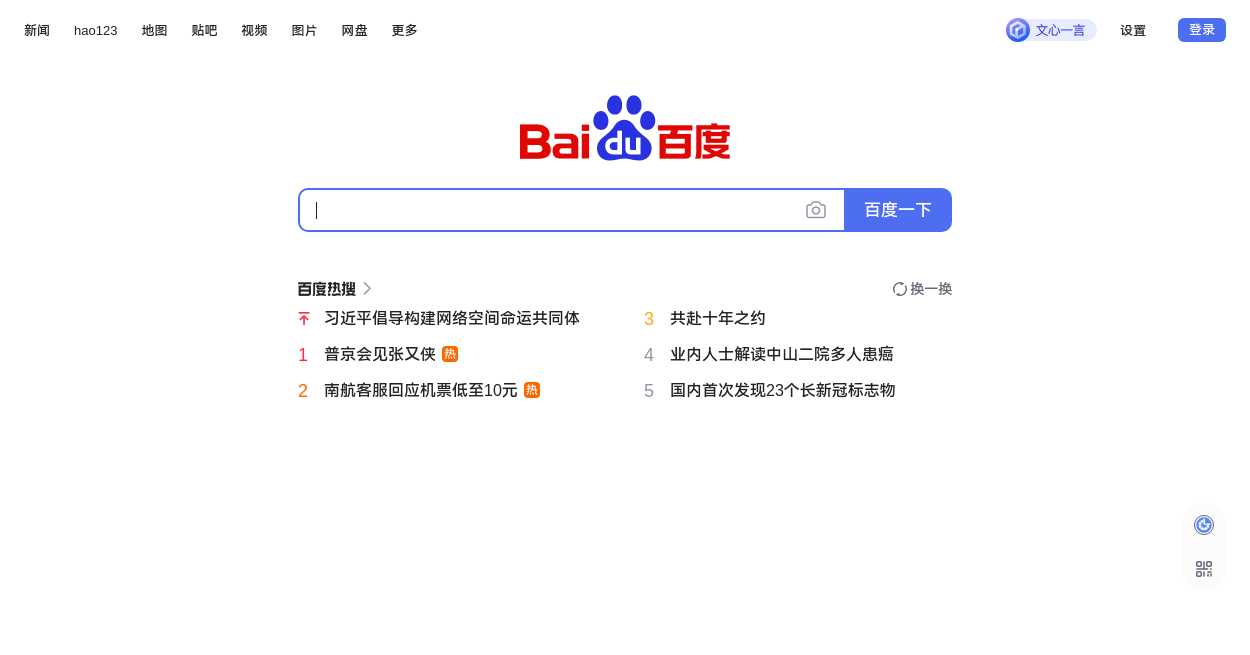 新闻 hao123 地图 贴吧 视频 图片 网盘 更多 文心一言 设置 登录
Bai du 百度
百度一下
百度热搜 换一换
习近平倡导构建网络空间命运共同体
1 普京会见张又侠 热
2 南航客服回应机票低至10元 热
3 共赴十年之约
4 业内人士解读中山二院多人患癌
5 国内首次发现23个长新冠标志物